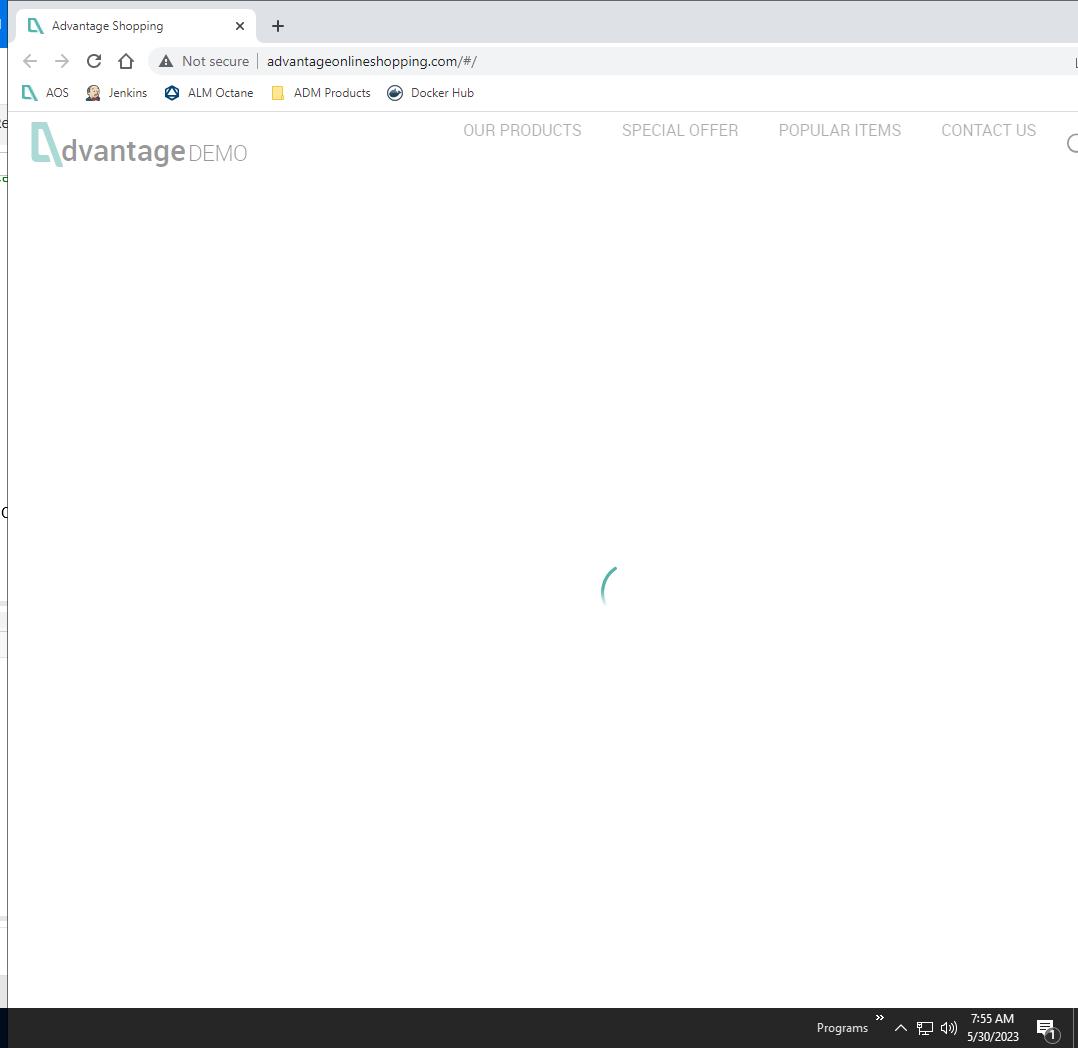 Advantage Shopping
Not secure
advantageonlineshopping.com/#/
AOS
Jenkins
ALM Octane
ADM Products
Docker Hub
dvantage DEMO
OUR PRODUCTS
SPECIAL OFFER
POPULAR ITEMS
CONTACT US
Programs
7:55 AM
5/30/2023
1